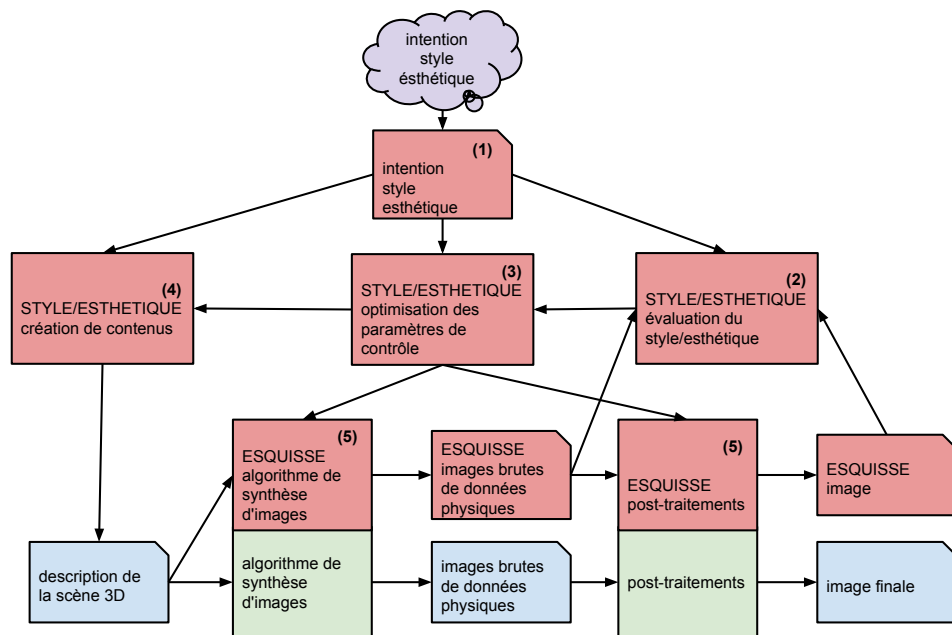 intention
style
ésthétique
(1)
intention
style
esthétique
(4)
STYLE/ESTHETIQUE
création de contenus
(3)
STYLE/ESTHETIQUE
optimisation des
paramètres de
contrôle
(2)
STYLE/ESTHETIQUE
évaluation du
style/esthétique
(5)
ESQUISSE
algorithme de
synthèse
d'images
ESQUISSE
images brutes
de données
physiques
(5)
ESQUISSE
post-traitements
ESQUISSE
image
description de
la scène 3D
algorithme de
synthèse
d'images
images brutes
de données
physiques
post-traitements
image finale